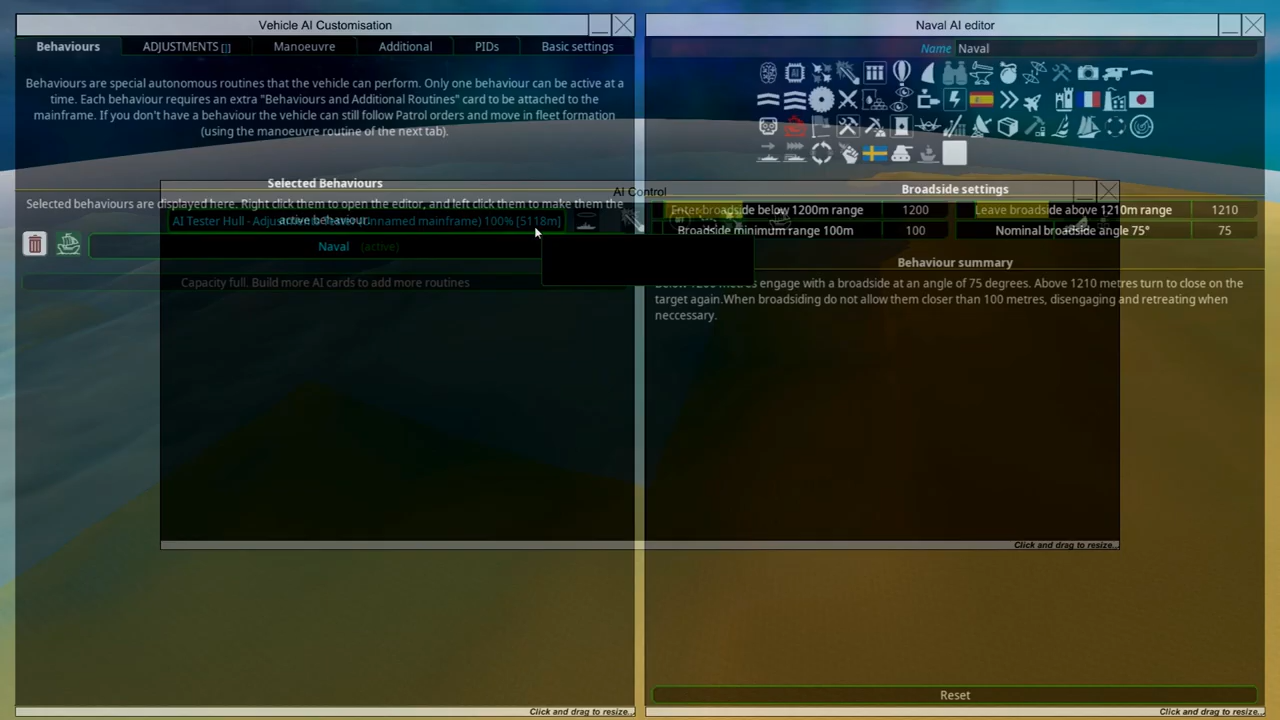 Vehicle AI Customisation
Behaviours
ADJUSTMENTS []
Manoeuvre
Additional
PIDs
Basic settings
Behaviours are special autonomous routines that the vehicle can perform. Only one behaviour can be active at a
time. Each behaviour requires an extra "Behaviours and Additional Routines" card to be attached to the
mainframe. If you don't have a behaviour the vehicle can still follow Patrol orders and move in fleet formation
(using the manoeuvre routine of the next tab).
Selected Behaviours
Selected behaviours are displayed here. Right click them to open the editor, and left click them to make them the
active behaviour.
Naval (active)
Capacity full. Build more AI cards to add more routines
Click and drag to resize...
AI Control
mainframe) 100% [5118m]
Click and drag to resize...
Naval AI editor
Name Naval
Broadside settings
Enter broadside below 1200m range 1200
Leave broadside above 1210m range 1210
Broadside minimum range 100m 100
Nominal broadside angle 75° 75
Behaviour summary
Below 1200 metres engage with a broadside at an angle of 75 degrees. Above 1210 metres turn to close on the
target again.When broadsiding do not allow them closer than 100 metres, disengaging and retreating when
neccessary.
Reset
Click and drag to resize...